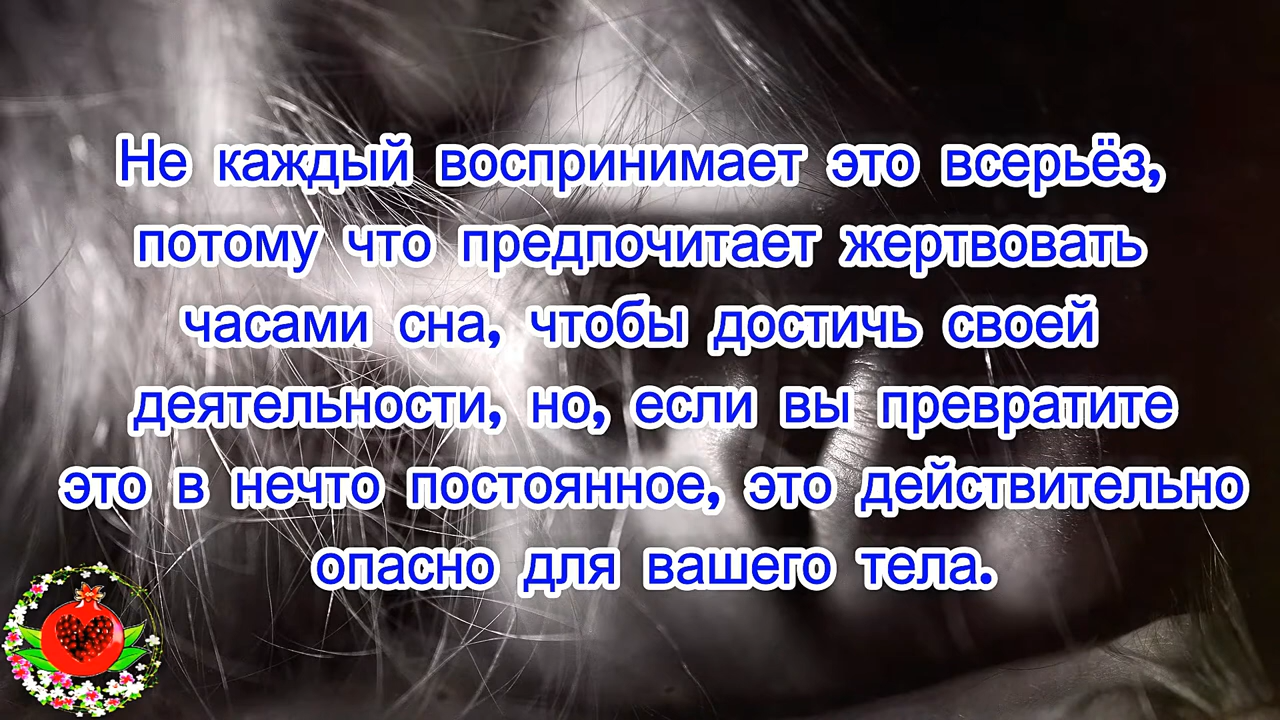 Не каждый воспринимает это всерьёз,
потому что предпочитает жертвовать
часами сна, чтобы достичь своей
деятельности, но, если вы превратите
это в нечто постоянное, это действительно
опасно для вашего тела.